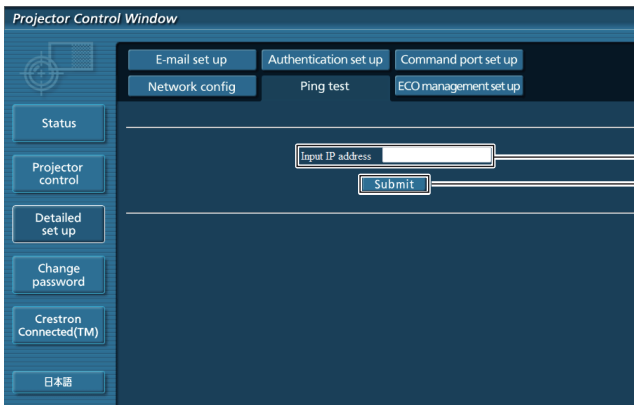 Projector Control Window
E-mail set up
Authentication set up
Command port set up
Network config
Ping test
ECO management set up
Status
Input IP address
Submit
Projector
control
Detailed
set up
Change
password
Crestron
Connected(TM)
日本語